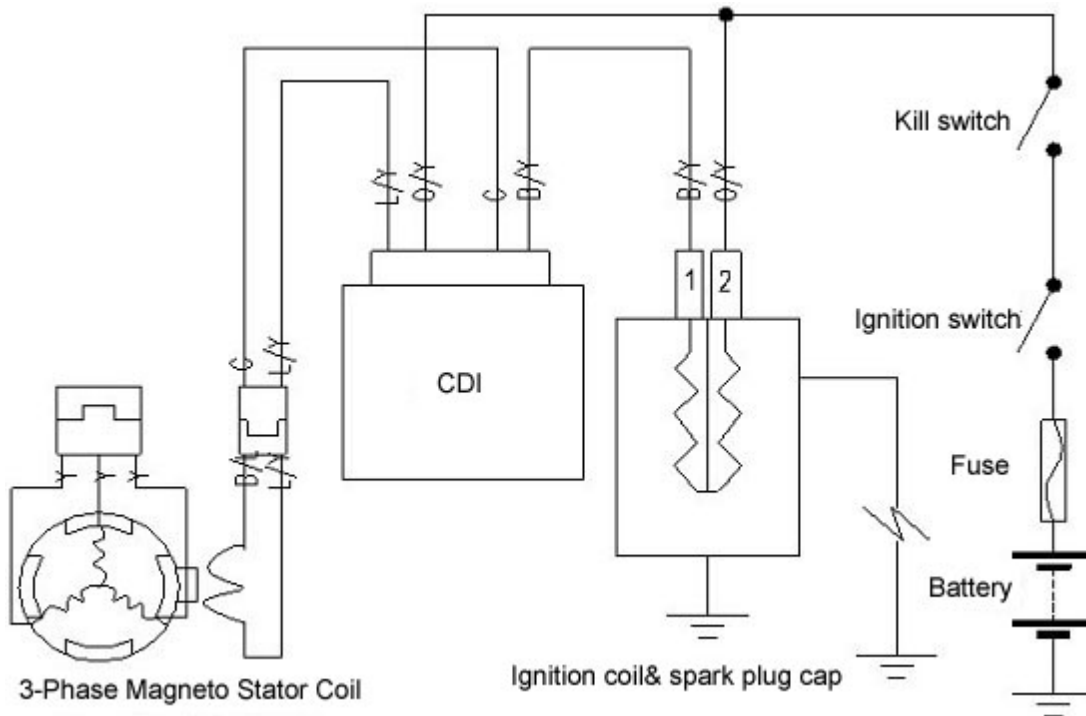 Kill switch
L/Y
O/Y
C
B/Y
B/Y
O/Y
1
2
Ignition switch
CDI
G
L/Y
Fuse
Y
Y
Y
Battery
3-Phase Magneto Stator Coil
Ignition coil& spark plug cap